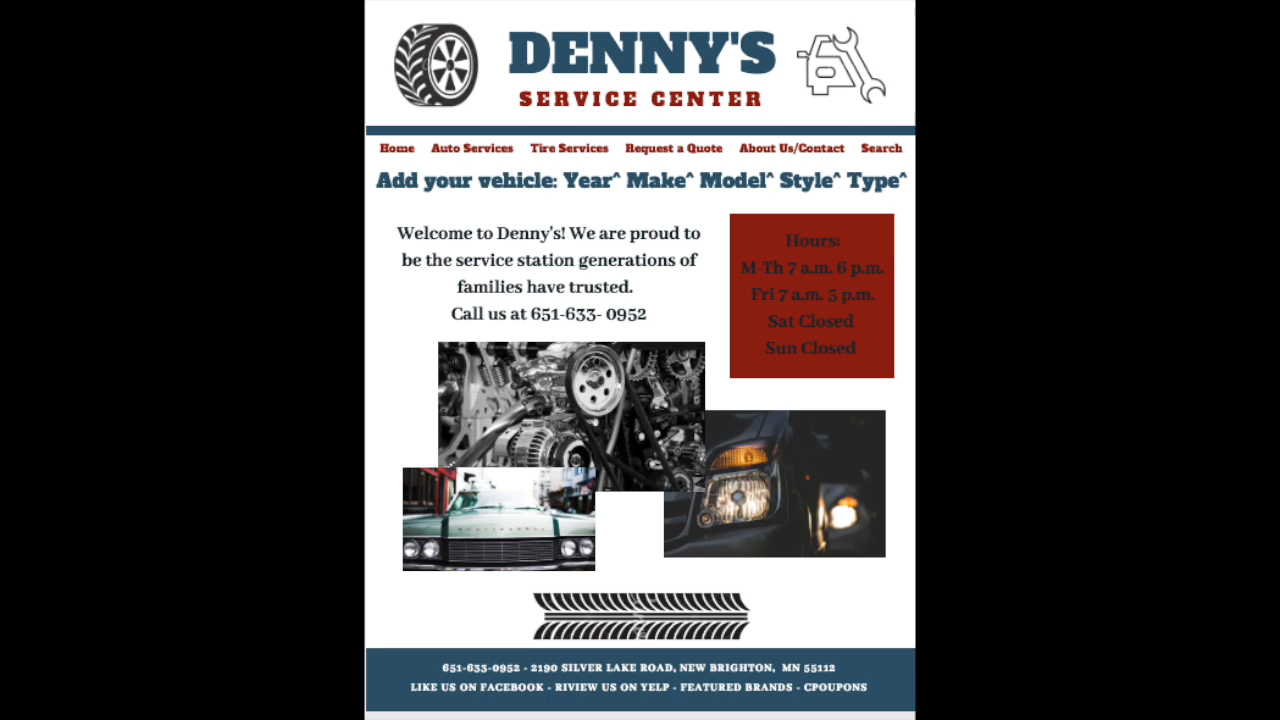 DENNY'S
SERVICE CENTER
Home Auto Services Tire Services Request a Quote About Us/Contact Search
Add your vehicle: Year^ Make^ Model^ Style^ Type^
Welcome to Denny's! We are proud to
be the service station generations of
families have trusted.
Call us at 651-633- 0952
Hours:
M-Th 7 a.m. 6 p.m.
Fri 7 a.m. 5 p.m.
Sat Closed
Sun Closed
651-633-0952 - 2190 SILVER LAKE ROAD, NEW BRIGHTON, MN 55112
LIKE US ON FACEBOOK - RIVIEW US ON YELP - FEATURED BRANDS - CPOUPONS